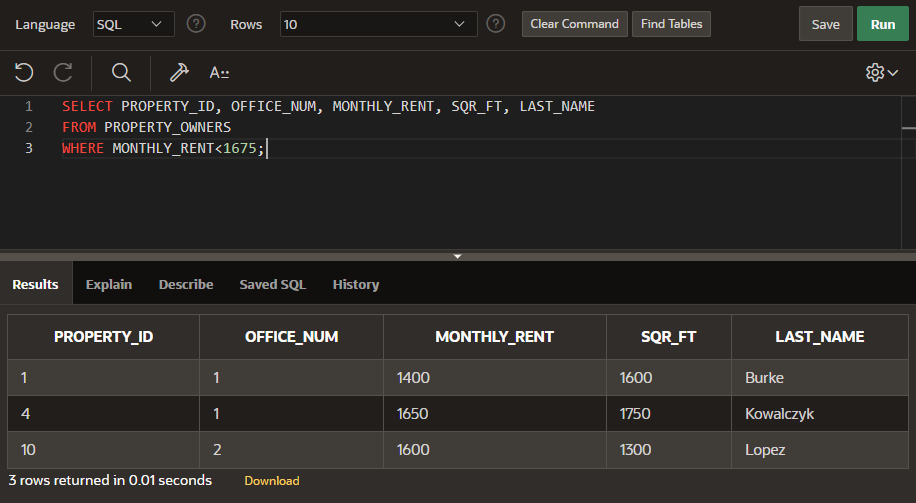 Language SQL ? Rows 10 ? Clear Command Find Tables Save Run
A::
1 SELECT PROPERTY_ID, OFFICE_NUM, MONTHLY_RENT, SQR_FT, LAST_NAME
2 FROM PROPERTY_OWNERS
3 WHERE MONTHLY_RENT<1675;
Results Explain Describe Saved SQL History
PROPERTY_ID OFFICE_NUM MONTHLY_RENT SQR_FT LAST_NAME
1 1 1400 1600 Burke
4 1 1650 1750 Kowalczyk
10 2 1600 1300 Lopez
3 rows returned in 0.01 seconds Download